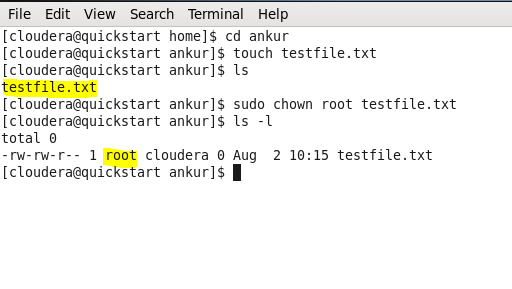 File Edit View Search Terminal Help
[cloudera@quickstart home]$ cd ankur
[cloudera@quickstart ankur]$ touch testfile.txt
[cloudera@quickstart ankur]$ ls
testfile.txt
[cloudera@quickstart ankur]$ sudo chown root testfile.txt
[cloudera@quickstart ankur]$ ls -l
total 0
-rw-rw-r-- 1 root cloudera 0 Aug  2 10:15 testfile.txt
[cloudera@quickstart ankur]$